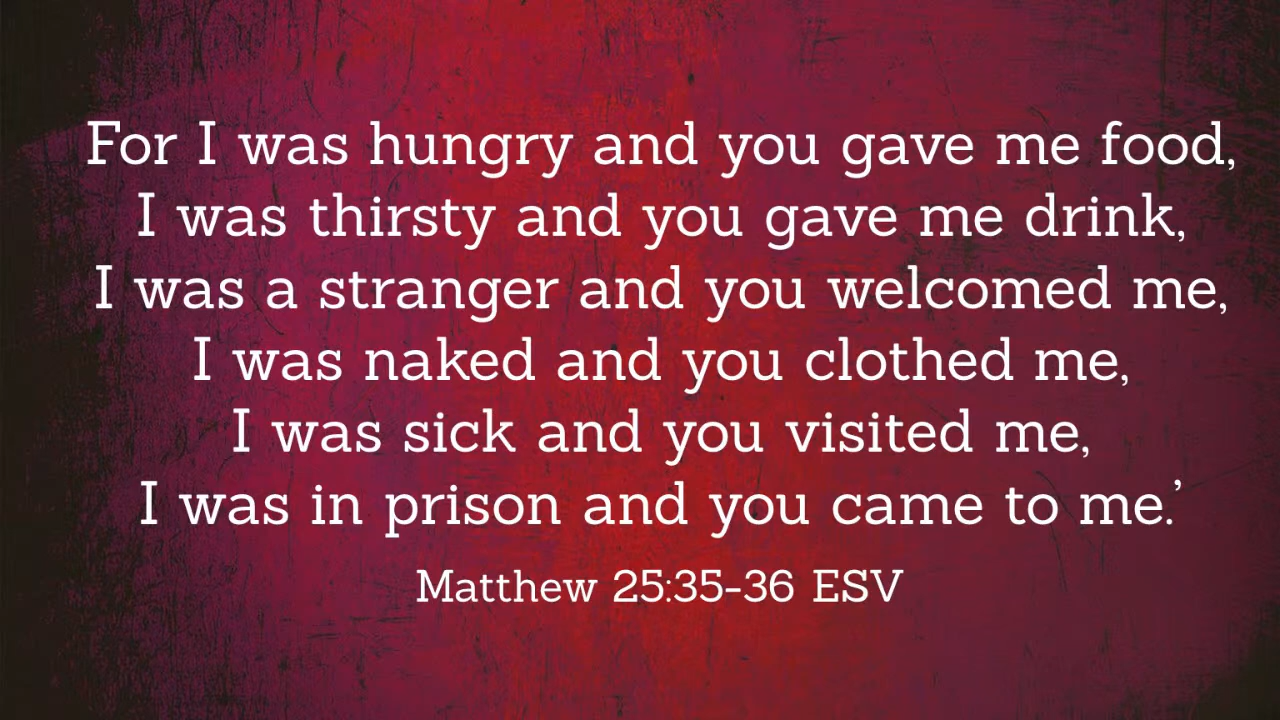 For I was hungry and you gave me food,
I was thirsty and you gave me drink,
I was a stranger and you welcomed me,
I was naked and you clothed me,
I was sick and you visited me,
I was in prison and you came to me.’
Matthew 25:35-36 ESV